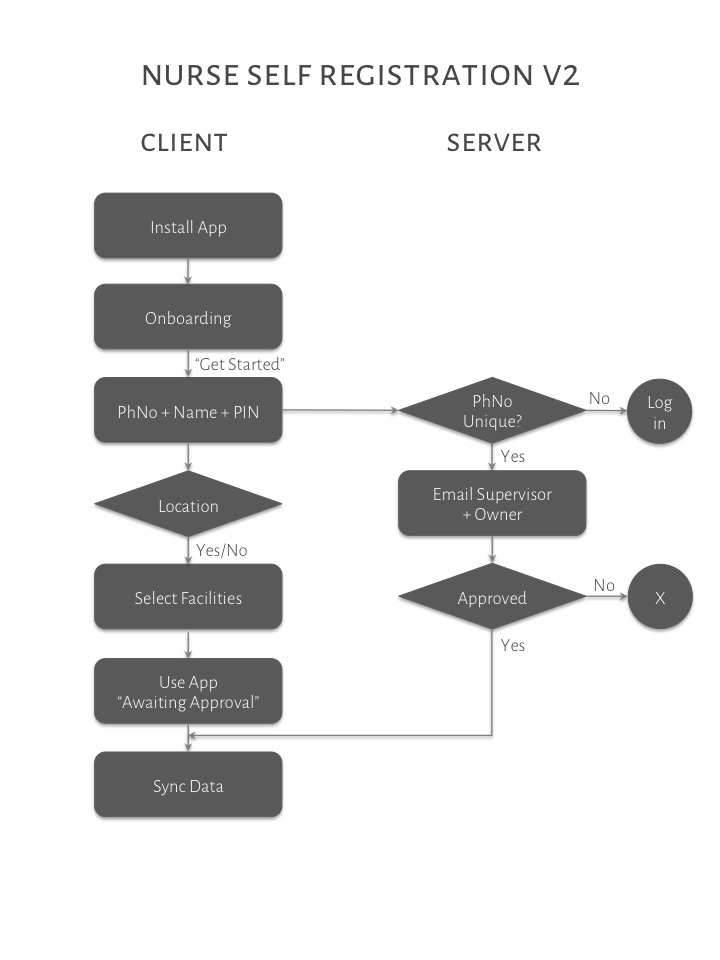 NURSE SELF REGISTRATION V2
CLIENT
SERVER
Install App
Onboarding
“Get Started”
PhNo + Name + PIN
PhNo
Unique?
No
Log
in
Yes
Location
Email Supervisor
+ Owner
Yes/No
Select Facilities
Approved
No
X
Yes
Use App
“Awaiting Approval”
Sync Data